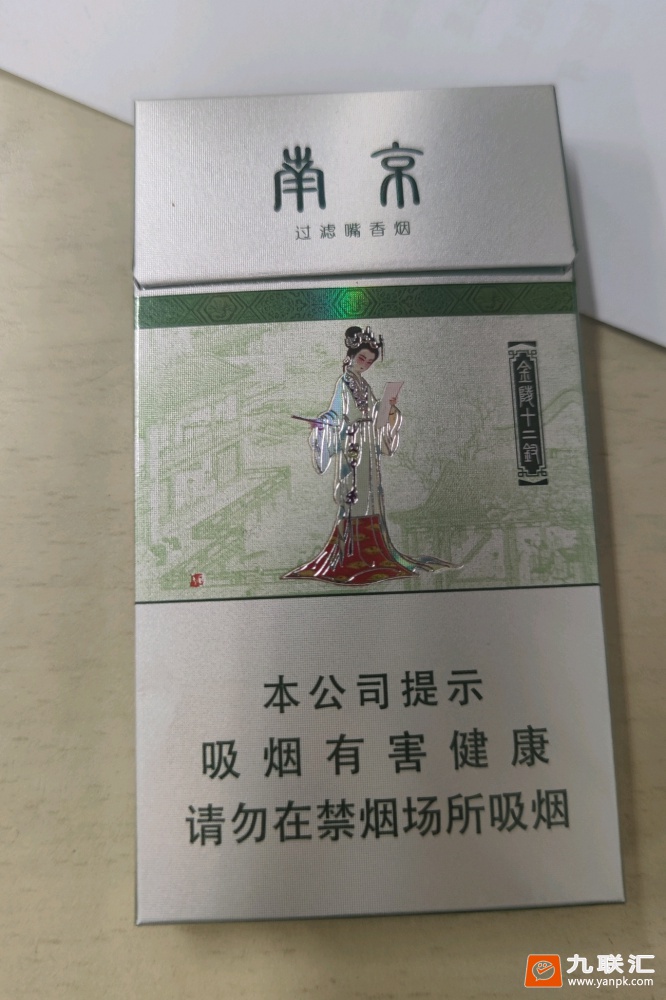 南京
过滤嘴香烟
金陵十二钗
本公司提示
吸烟有害健康
请勿在禁烟场所吸烟
九联汇
www.yanpk.com